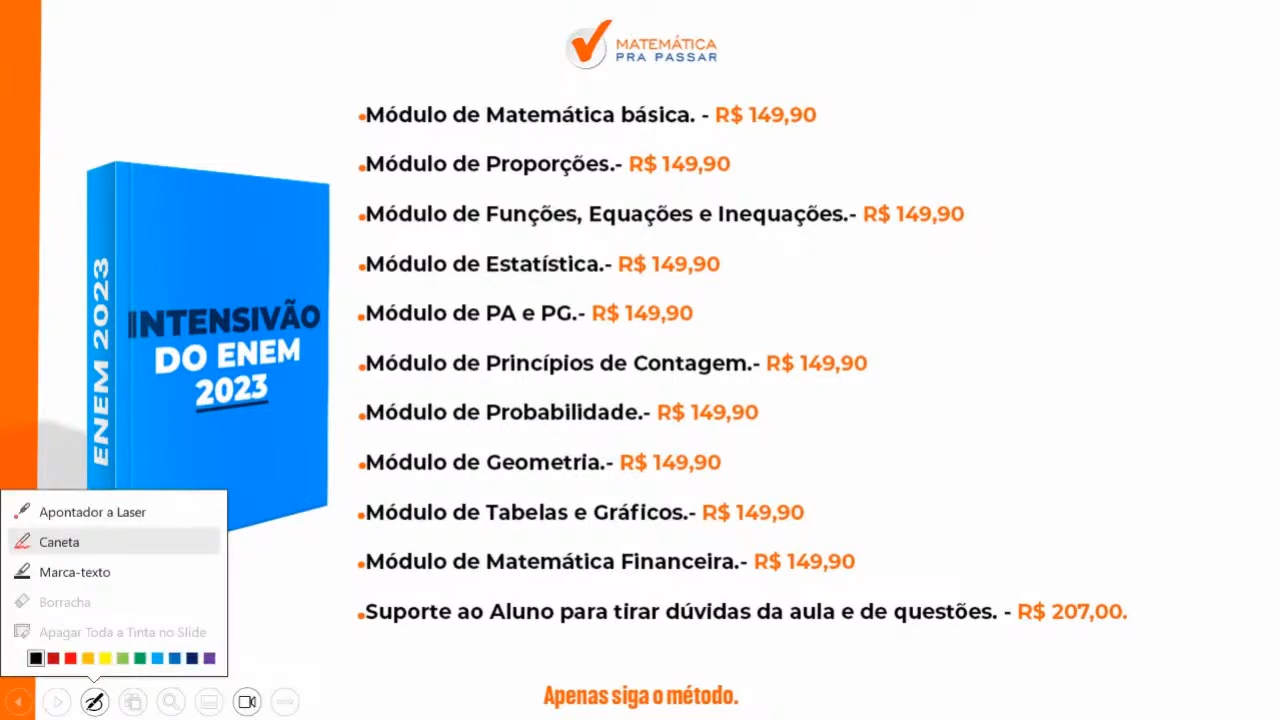 MATEMÁTICA
PRA PASSAR
•Módulo de Matemática básica. - R$ 149,90
•Módulo de Proporções.- R$ 149,90
•Módulo de Funções, Equações e Inequações.- R$ 149,90
•Módulo de Estatística.- R$ 149,90
•Módulo de PA e PG.- R$ 149,90
•Módulo de Princípios de Contagem.- R$ 149,90
•Módulo de Probabilidade.- R$ 149,90
•Módulo de Geometria.- R$ 149,90
•Módulo de Tabelas e Gráficos.- R$ 149,90
•Módulo de Matemática Financeira.- R$ 149,90
•Suporte ao Aluno para tirar dúvidas da aula e de questões. - R$ 207,00.
ENEM 2023
INTENSIVÃO
DO ENEM
2023
Apontador a Laser
Caneta
Marca-texto
Borracha
Apagar Toda a Tinta no Slide
Apenas siga o método.